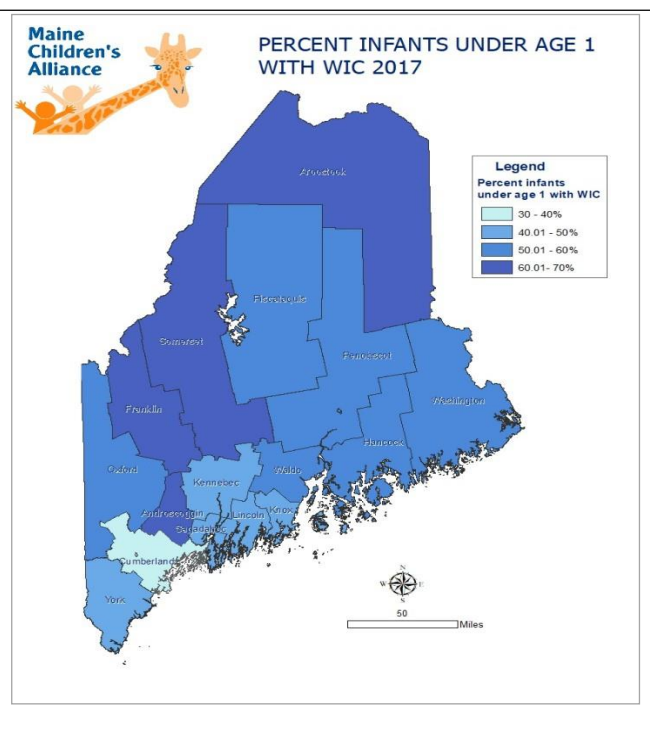 Maine
Children's
Alliance
PERCENT INFANTS UNDER AGE 1
WITH WIC 2017
Legend
Percent infants
under age 1 with WIC
30 - 40%
40.01 - 50%
50.01 - 60%
60.01- 70%
Aroostook
Piscataquis
Somerset
Penobscot
Washington
Franklin
Hancock
Oxford
Waldo
Kennebec
Androscoggin
Knox
Lincoln
Sagadahoc
Cumberland
York
N
W
E
S
50
Miles